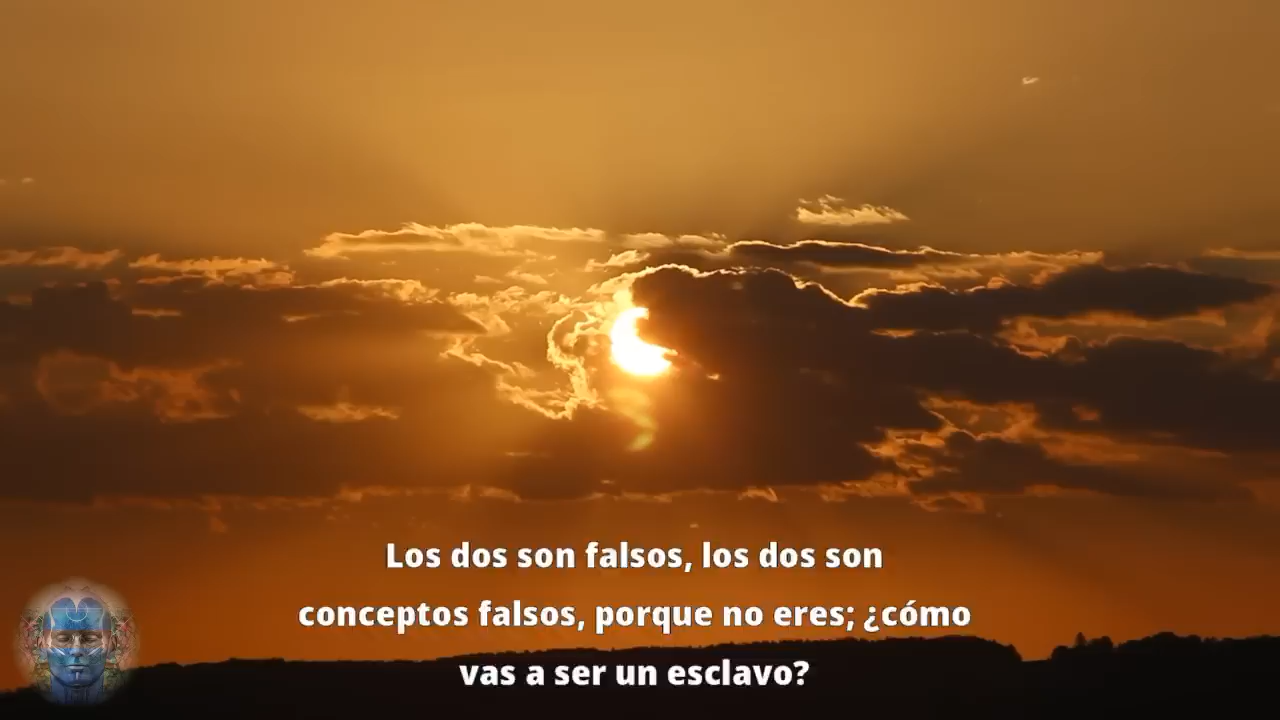 Los dos son falsos, los dos son
conceptos falsos, porque no eres; ¿cómo
vas a ser un esclavo?